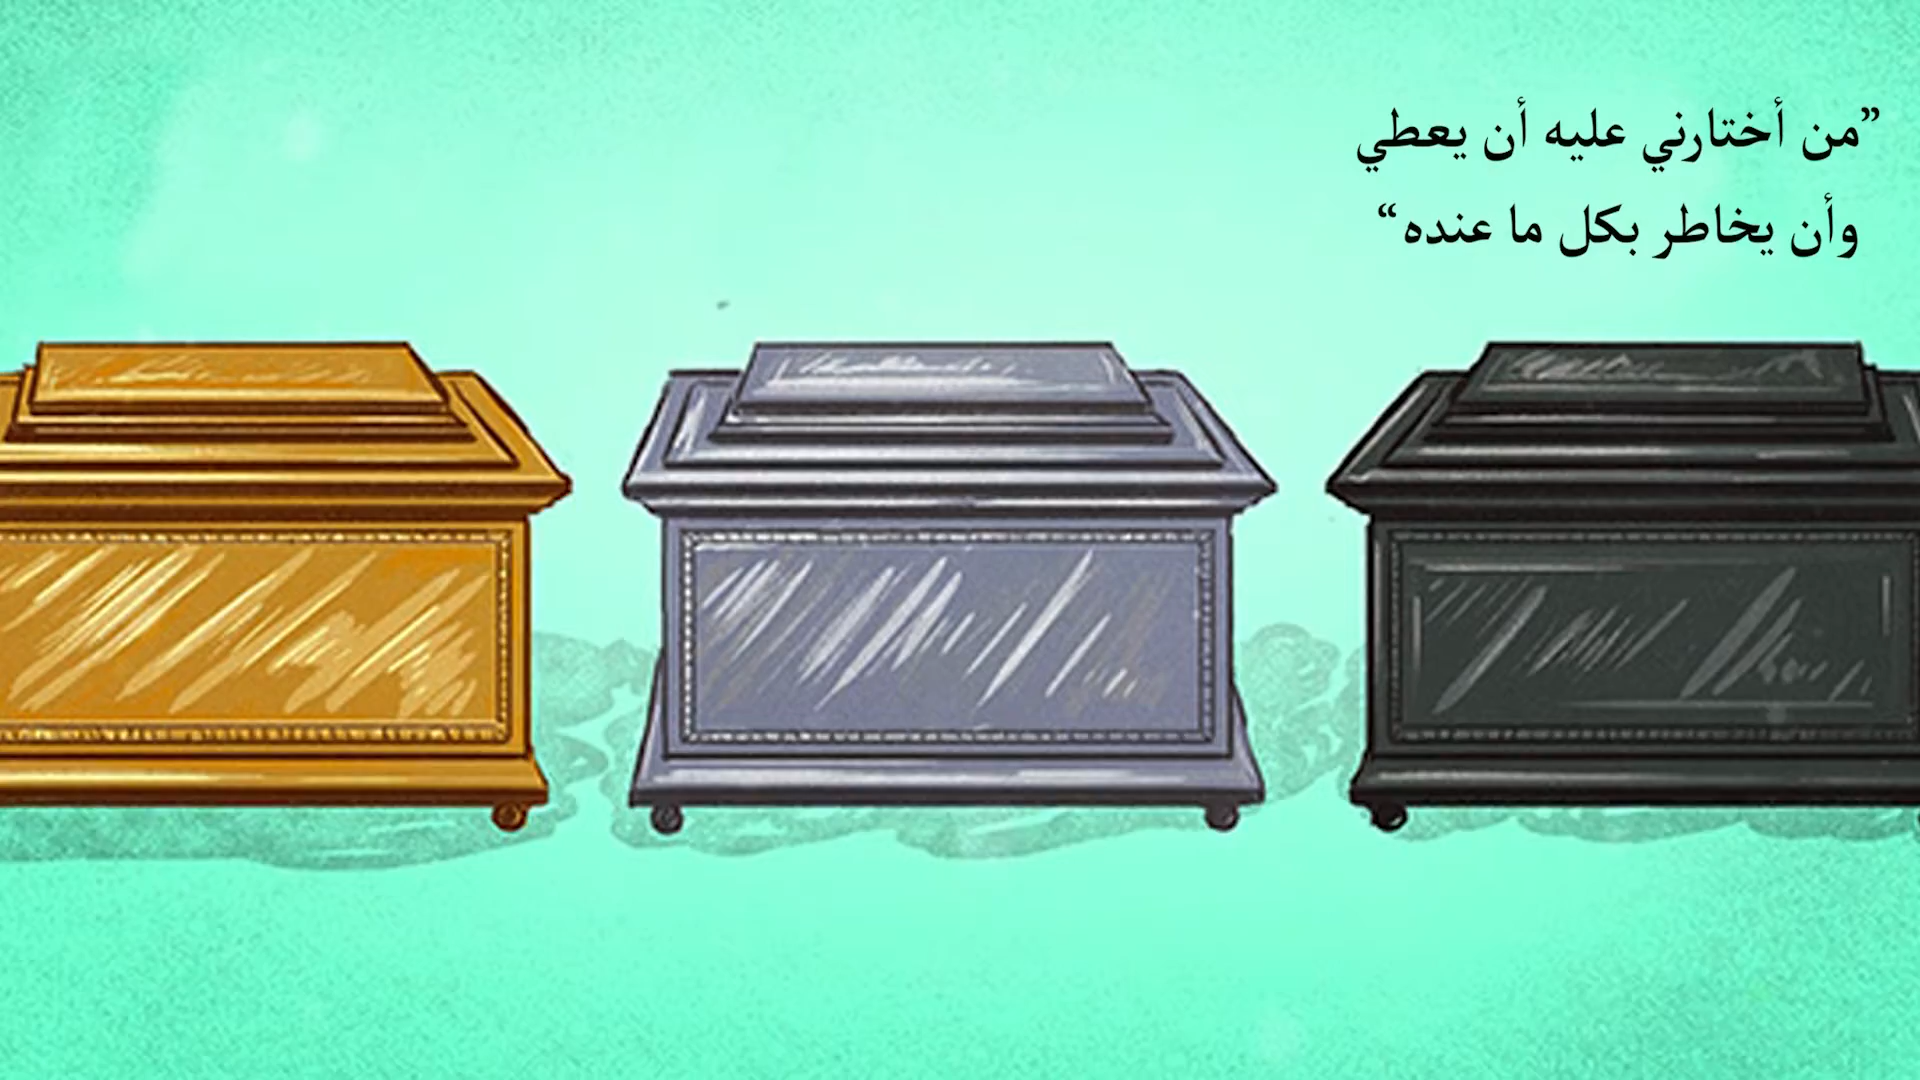 ”من أختارني عليه أن يعطي
وأن يخاطر بكل ما عنده“